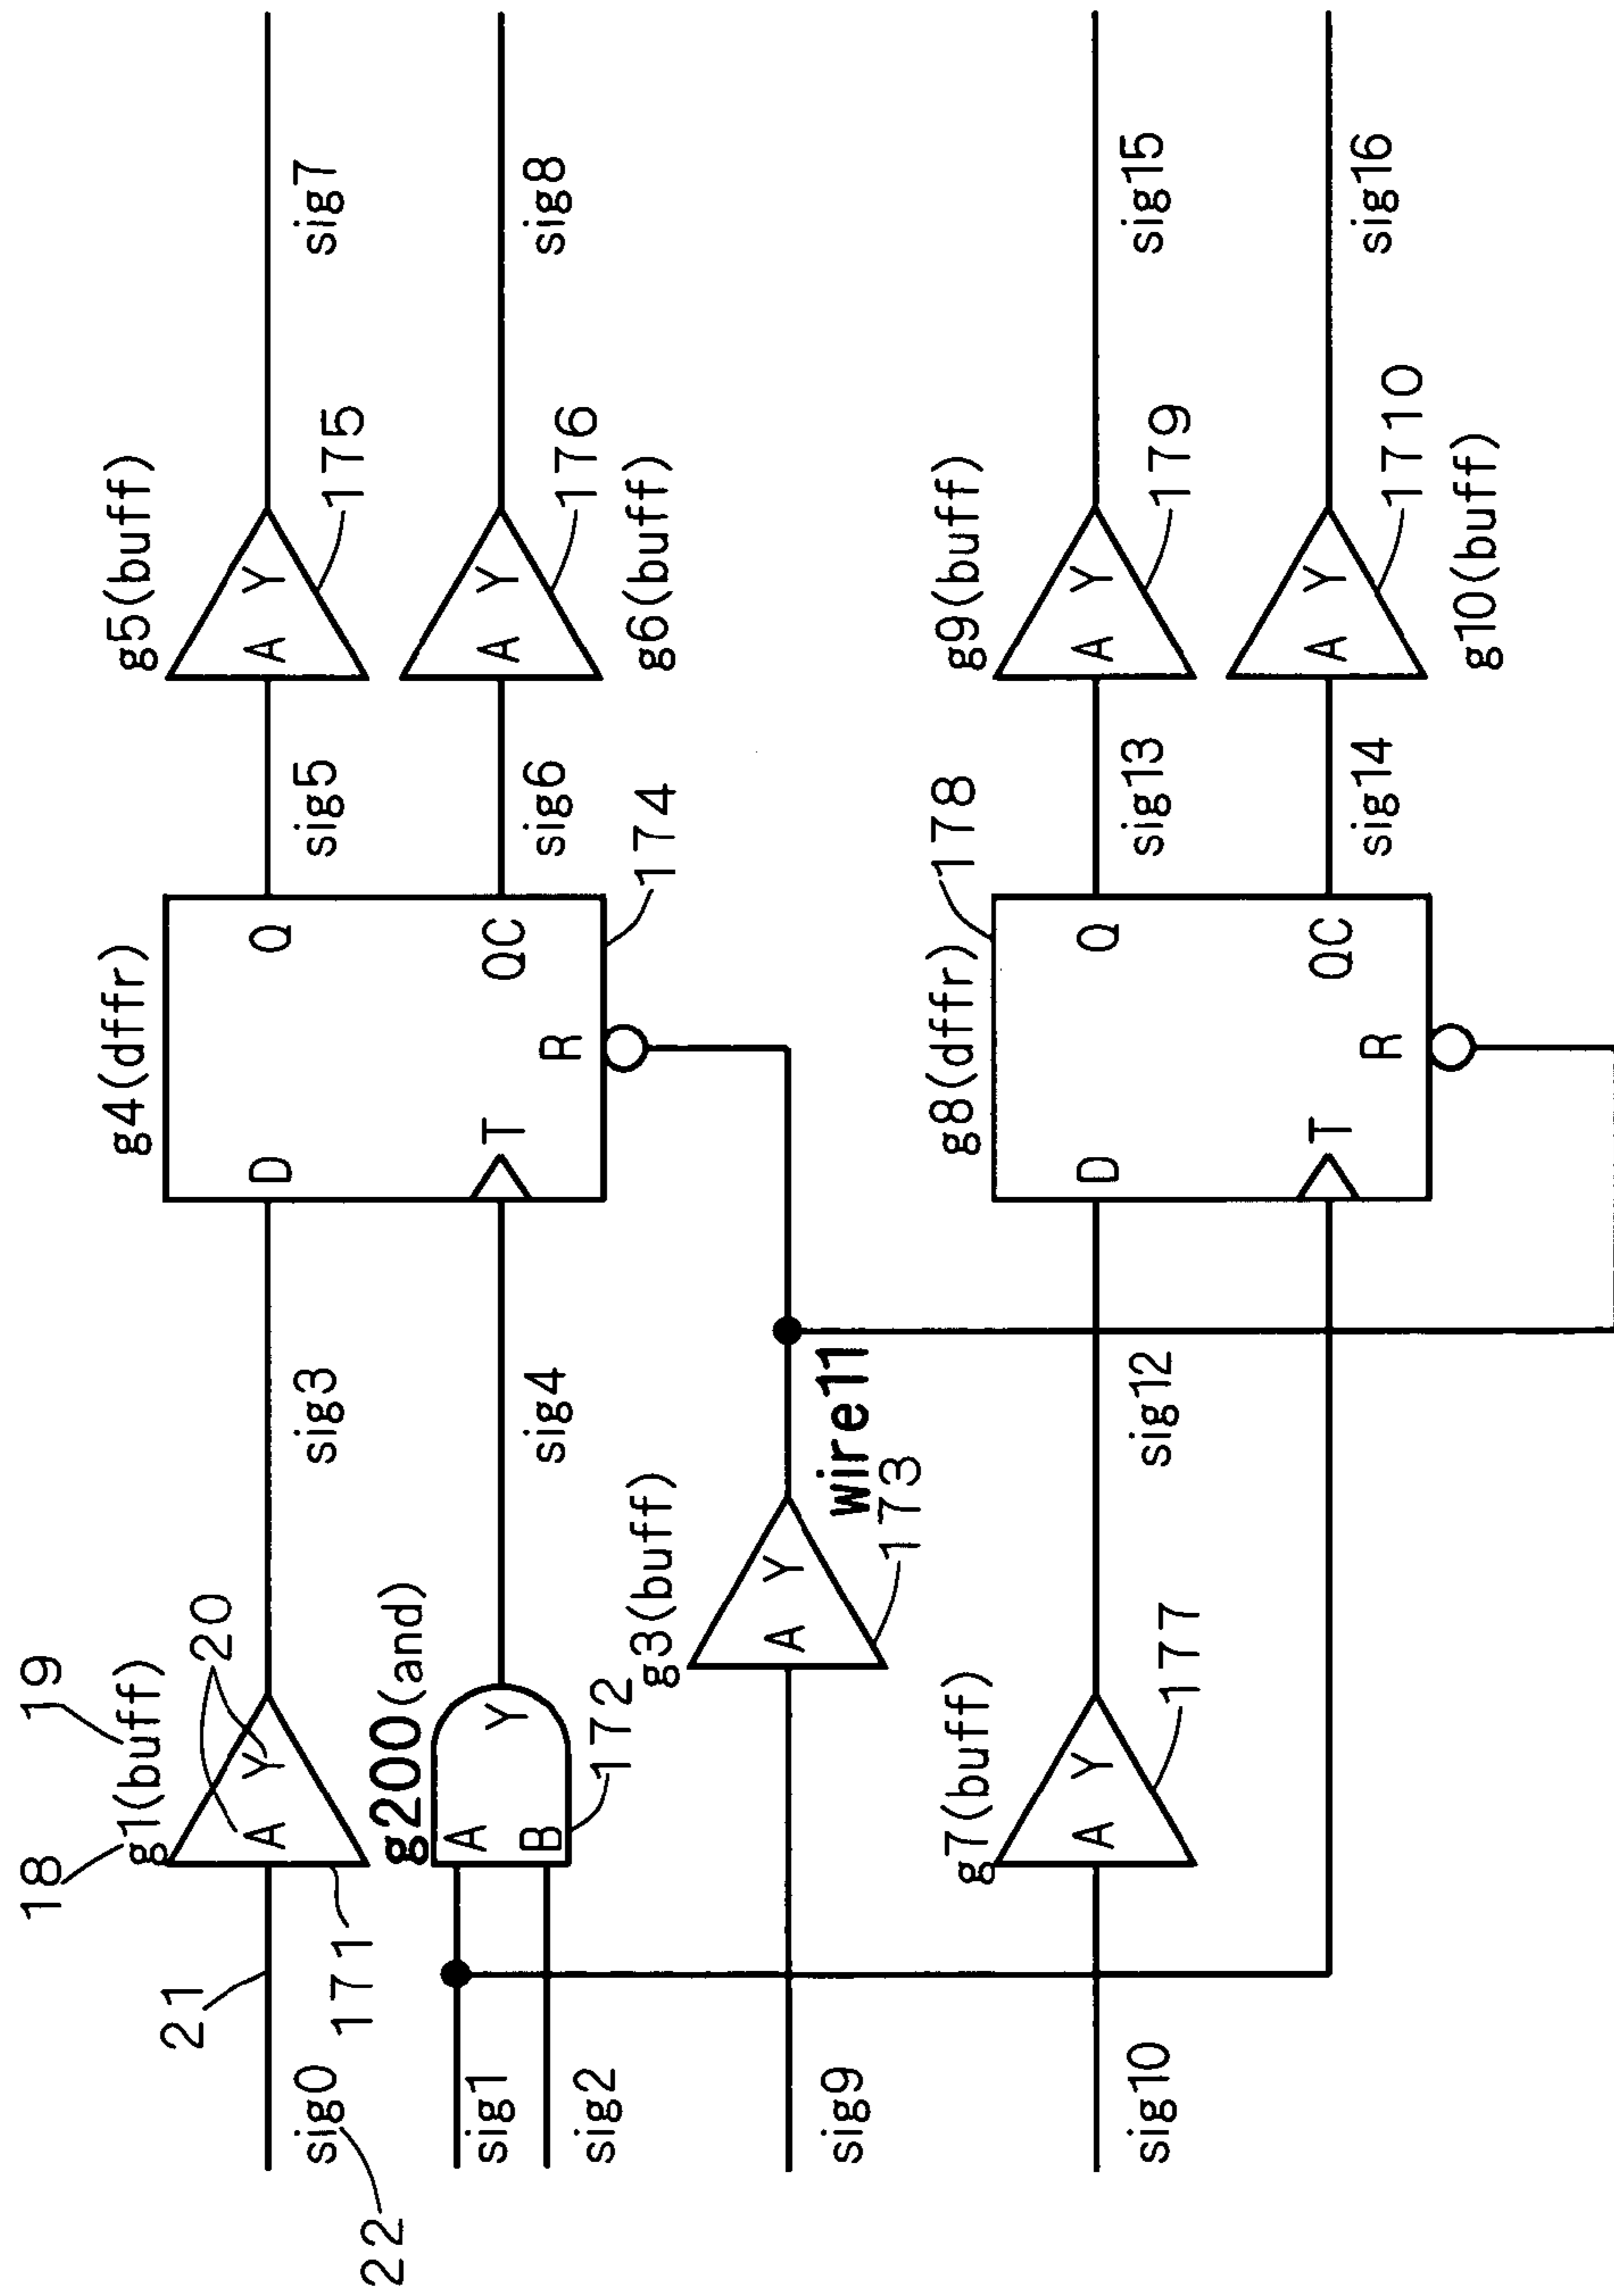 18
19
g1(buff)
20
A
Y
21
171
sig0
22
sig3
g4(dffr)
D
Q
T
QC
R
174
sig5
g5(buff)
A
Y
175
sig7
g200(and)
A
B
Y
172
sig1
sig2
sig4
sig6
A
Y
176
g6(buff)
sig8
g3(buff)
A
Y
173
wire11
sig9
g7(buff)
A
Y
177
sig10
sig12
g8(dffr)
D
Q
T
QC
R
178
sig13
g9(buff)
A
Y
179
sig15
sig14
A
Y
1710
g10(buff)
sig16